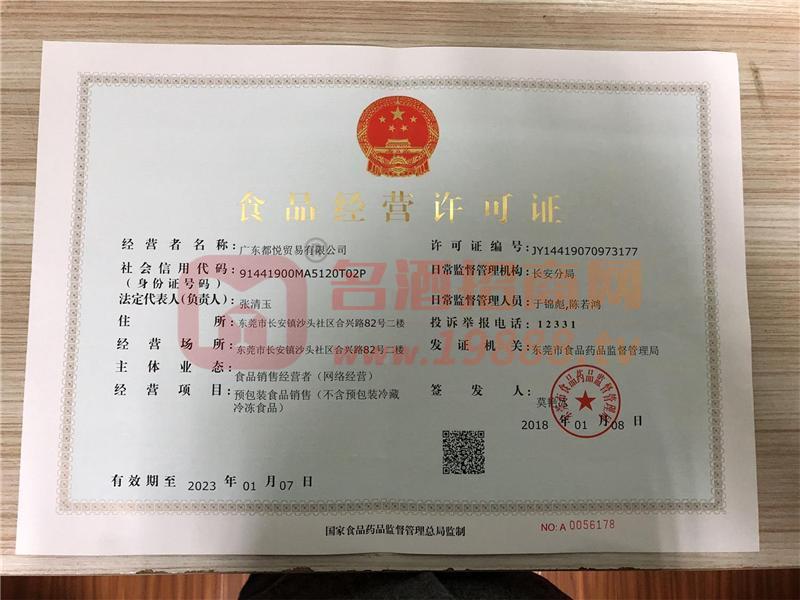 食品经营许可证
经营者名称：广东都悦贸易有限公司
社会信用代码：91441900MA5120T02P
（身份证号码）
法定代表人(负责人)：张清玉
住所：东莞市长安镇沙头社区合兴路82号二楼
经营场所：东莞市长安镇沙头社区合兴路82号二楼
主体业态：食品销售经营者（网络经营）
经营项目：预包装食品销售（不含预包装冷藏
冷冻食品）
许可证编号：JY14419070973177
日常监督管理机构：长安分局
日常监督管理人员：于锦彪,陈若鸿
投诉举报电话：12331
发证机关：东莞市食品药品监督管理局
签发人：莫
2018 年 01 月 08 日
有效期至 2023 年 01 月 07 日
国家食品药品监督管理总局监制
NO: A 0056178
名酒招商网
www.19888.tv
®